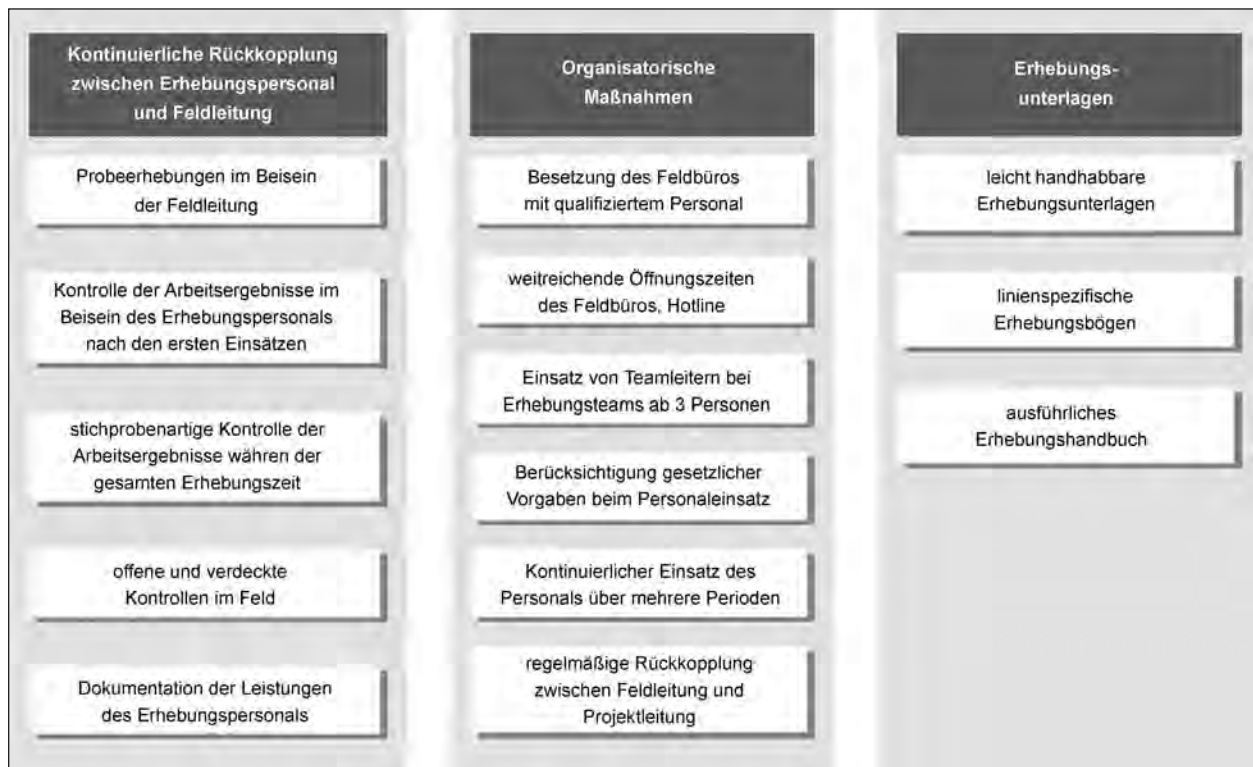 Kontinuierliche Rückkopplung
zwischen Erhebungspersonal
und Feldleitung
Probeerhebungen im Beisein
der Feldleitung
Kontrolle der Arbeitsergebnisse im
Beisein des Erhebungspersonals
nach den ersten Einsätzen
stichprobenartige Kontrolle der
Arbeitsergebnisse währen der
gesamten Erhebungszeit
offene und verdeckte
Kontrollen im Feld
Dokumentation der Leistungen
des Erhebungspersonals
Organisatorische
Maßnahmen
Besetzung des Feldbüros
mit qualifiziertem Personal
weitreichende Öffnungszeiten
des Feldbüros, Hotline
Einsatz von Teamleitern bei
Erhebungsteams ab 3 Personen
Berücksichtigung gesetzlicher
Vorgaben beim Personaleinsatz
Kontinuierlicher Einsatz des
Personals über mehrere Perioden
regelmäßige Rückkopplung
zwischen Feldleitung und
Projektleitung
Erhebungs-
unterlagen
leicht handhabbare
Erhebungsunterlagen
linienspezifische
Erhebungsbögen
ausführliches
Erhebungshandbuch